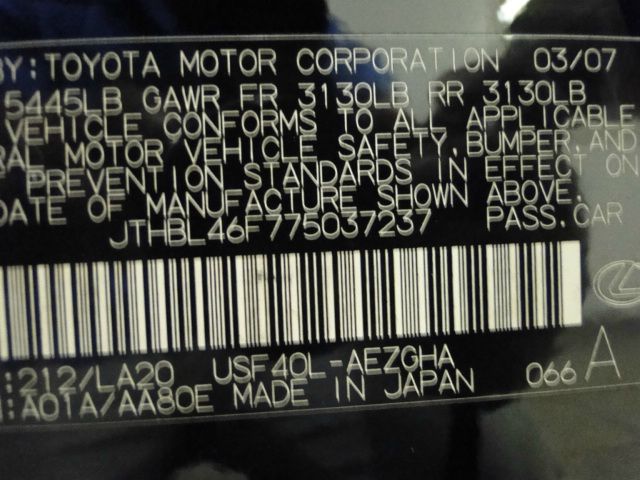 BY: TOYOTA MOTOR CORPORATION 03/07
5445LB GAWR FR 3130LB RR 3130LB
VEHICLE CONFORMS TO ALL APPLICABLE
RAL MOTOR VEHICLE SAFETY, BUMPER, AND
PREVENTION STANDARDS IN EFFECT ON
DATE OF MANUFACTURE SHOWN ABOVE.
JTHBL46F775037237 PASS.CAR
:212/LA20 USF40L-AEZGHA
:A01A/AA80E MADE IN JAPAN 066 A